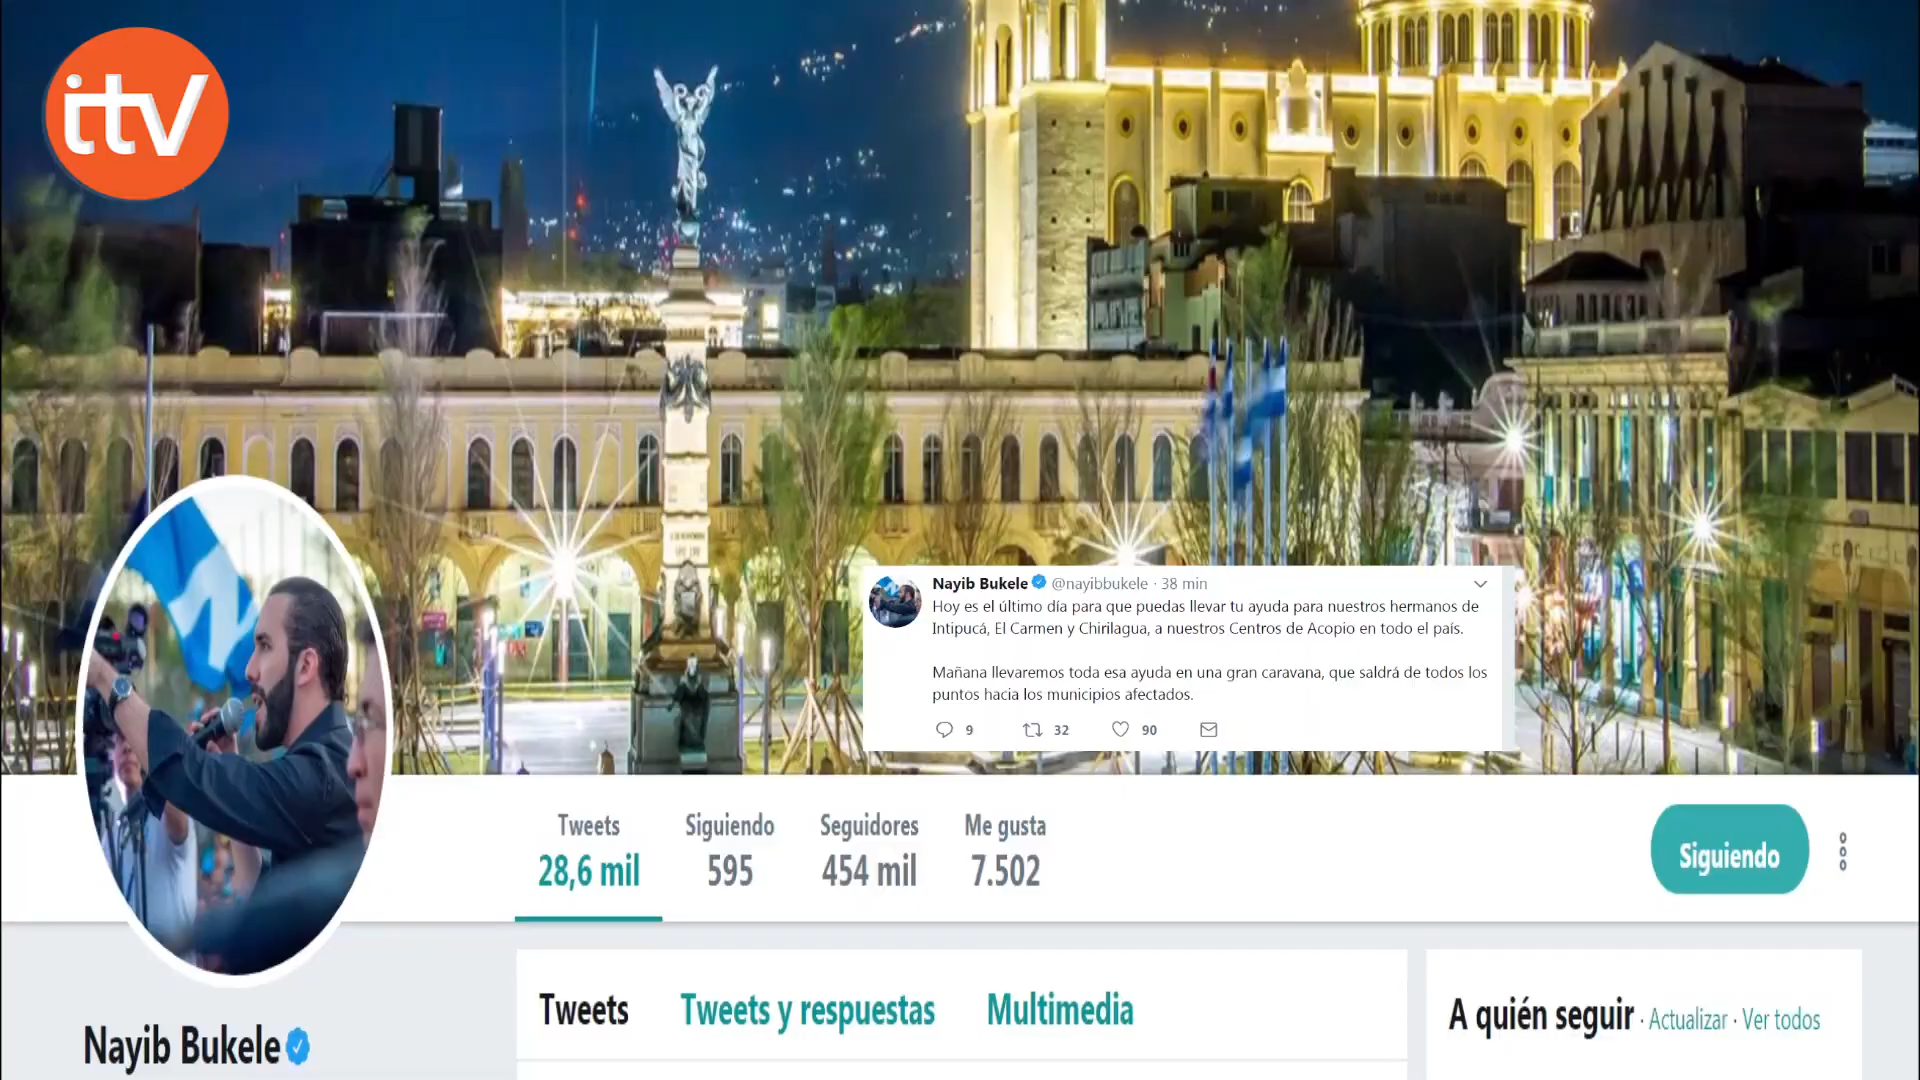 itv
Nayib Bukele @nayibbukele · 38 min
Hoy es el último día para que puedas llevar tu ayuda para nuestros hermanos de
Intipucá, El Carmen y Chirilagua, a nuestros Centros de Acopio en todo el país.
Mañana llevaremos toda esa ayuda en una gran caravana, que saldrá de todos los
puntos hacia los municipios afectados.
9 32 90
Tweets Siguiendo Seguidores Me gusta
28,6 mil 595 454 mil 7.502
Siguiendo
Tweets Tweets y respuestas Multimedia
A quién seguir · Actualizar · Ver todos
Nayib Bukele